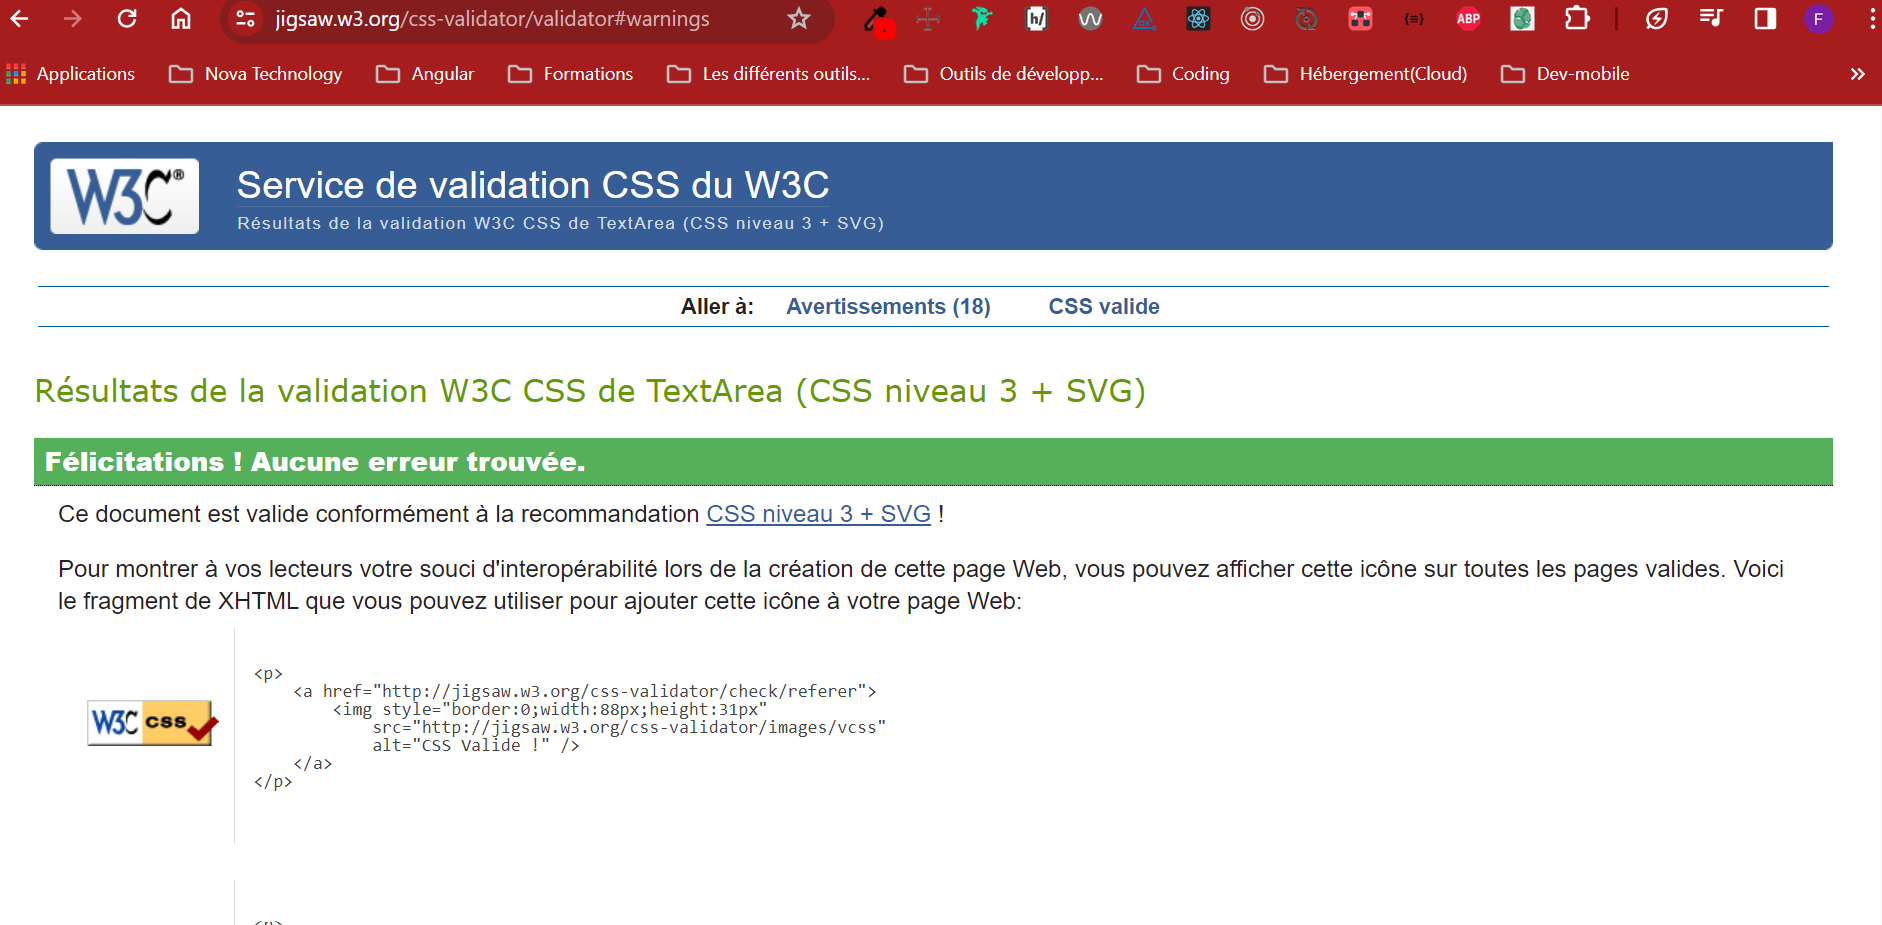 jigsaw.w3.org/css-validator/validator#warnings
h/
{≡}
ABP
F
Applications Nova Technology Angular Formations Les différents outils... Outils de développ... Coding Hébergement(Cloud) Dev-mobile »
W3C®
Service de validation CSS du W3C
Résultats de la validation W3C CSS de TextArea (CSS niveau 3 + SVG)
Aller à: Avertissements (18) CSS valide
Résultats de la validation W3C CSS de TextArea (CSS niveau 3 + SVG)
Félicitations ! Aucune erreur trouvée.
Ce document est valide conformément à la recommandation CSS niveau 3 + SVG !
Pour montrer à vos lecteurs votre souci d'interopérabilité lors de la création de cette page Web, vous pouvez afficher cette icône sur toutes les pages valides. Voici
le fragment de XHTML que vous pouvez utiliser pour ajouter cette icône à votre page Web:
W3C css
<p>
<a href="http://jigsaw.w3.org/css-validator/check/referer">
<img style="border:0;width:88px;height:31px"
src="http://jigsaw.w3.org/css-validator/images/vcss"
alt="CSS Valide !" />
</a>
</p>